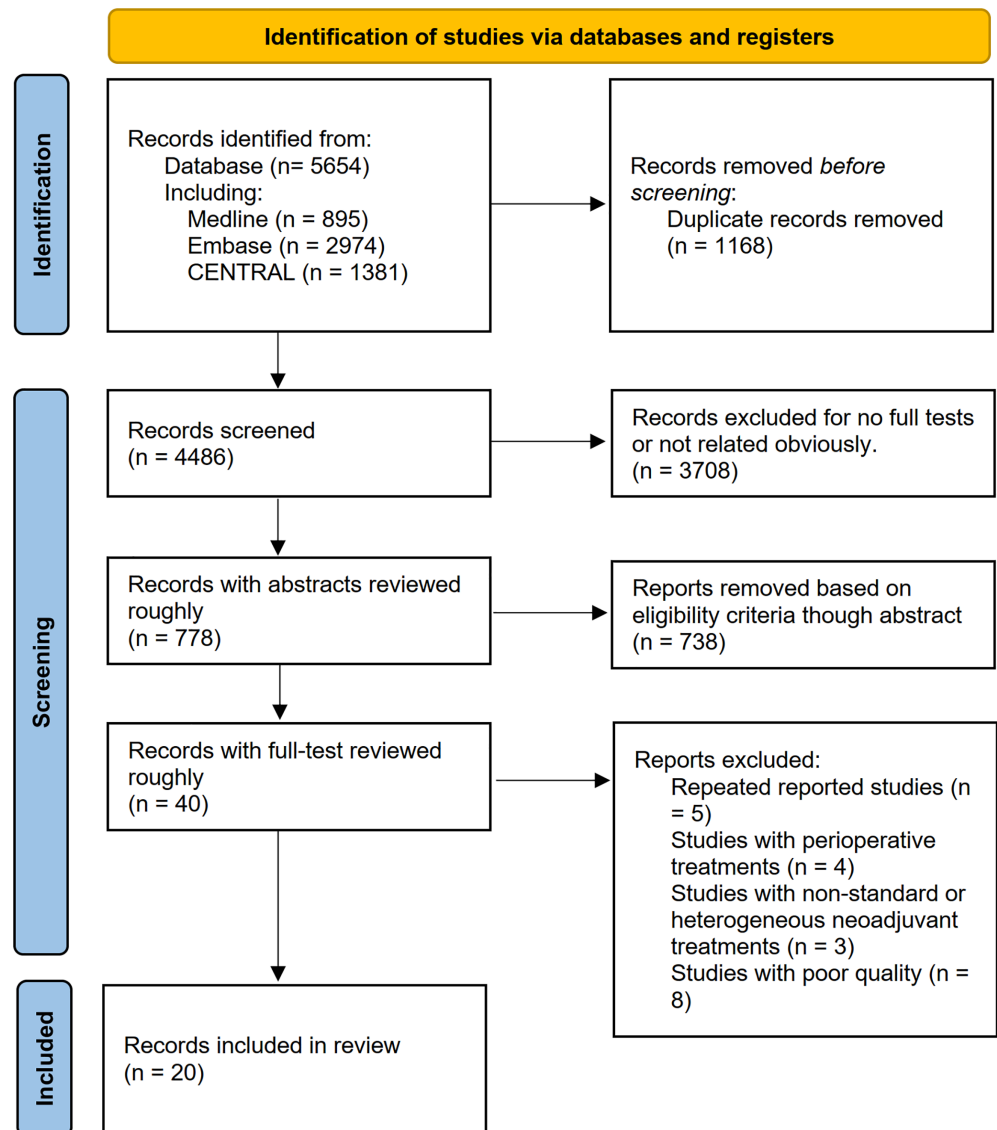 Identification of studies via databases and registers
Identification
Records identified from:
Database (n= 5654)
Including:
Medline (n = 895)
Embase (n = 2974)
CENTRAL (n = 1381)
Records removed before
screening:
Duplicate records removed
(n = 1168)
Screening
Records screened
(n = 4486)
Records excluded for no full tests
or not related obviously.
(n = 3708)
Records with abstracts reviewed
roughly
(n = 778)
Reports removed based on
eligibility criteria though abstract
(n = 738)
Records with full-test reviewed
roughly
(n = 40)
Reports excluded:
Repeated reported studies (n
= 5)
Studies with perioperative
treatments (n = 4)
Studies with non-standard or
heterogeneous neoadjuvant
treatments (n = 3)
Studies with poor quality (n =
8)
Included
Records included in review
(n = 20)